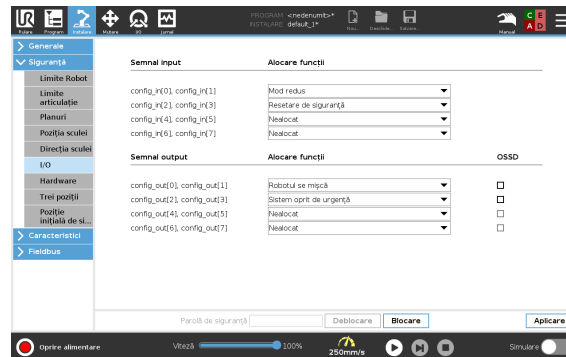 PROGRAM <nedenumit>*
INSTALARE default_1*
Rulare Program Instalare Mutare I/O Jurnal Nou... Deschide.. Salvare.. Manual
C E
A D
Generale
Siguranță
Limite Robot
Limite
articulație
Planuri
Poziția sculei
Direcția sculei
I/O
Hardware
Trei poziții
Poziție
inițială de si...
Caracteristici
Fieldbus
Semnal input Alocare funcții
config_in[0], config_in[1] Mod redus
config_in[2], config_in[3] Resetare de siguranță
config_in[4], config_in[5] Nealocat
config_in[6], config_in[7] Nealocat
Semnal output Alocare funcții OSSD
config_out[0], config_out[1] Robotul se mișcă
config_out[2], config_out[3] Sistem oprit de urgență
config_out[4], config_out[5] Nealocat
config_out[6], config_out[7] Nealocat
Parolă de siguranță Deblocare Blocare Aplicare
Oprire alimentare Viteză 100% 250mm/s Simulare